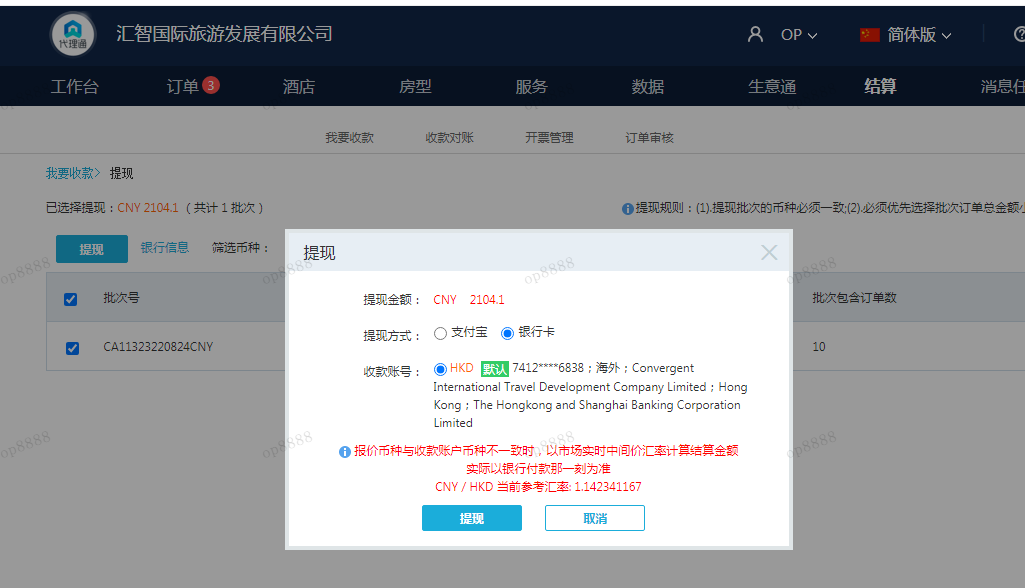 代理通
汇智国际旅游发展有限公司
OP
简体版
工作台
订单 3
酒店
房型
服务
数据
生意通
结算
消息任
我要收款
收款对账
开票管理
订单审核
我要收款> 提现
已选择提现：CNY 2104.1 （ 共计 1 批次 ）
提现规则：(1).提现批次的币种必须一致;(2).必须优先选择批次订单总金额小
提现
银行信息
筛选币种：
批次号
批次包含订单数
CA11323220824CNY
10
提现
提现金额： CNY 2104.1
提现方式： 支付宝 银行卡
收款账号： HKD 默认 7412****6838；海外；Convergent
International Travel Development Company Limited；Hong
Kong；The Hongkong and Shanghai Banking Corporation
Limited
报价币种与收款账户币种不一致时，以市场实时中间价汇率计算结算金额
实际以银行付款那一刻为准
CNY / HKD 当前参考汇率: 1.142341167
提现
取消
op8888
op8888
op8888
op8888
op8888
op8888
op8888
op8888